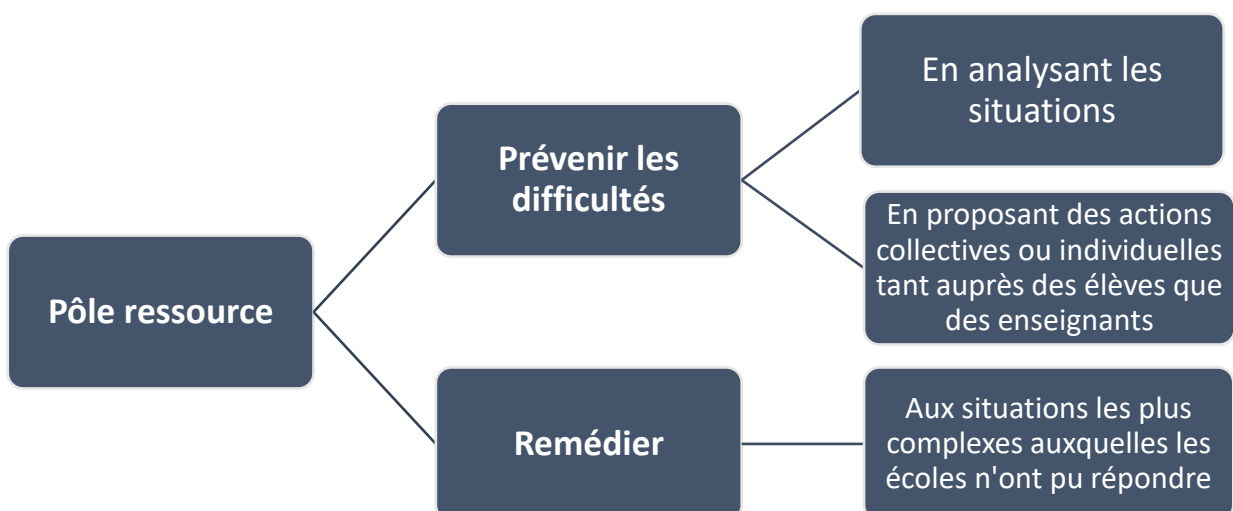 Pôle ressource
Prévenir les
difficultés
En analysant les
situations
En proposant des actions
collectives ou individuelles
tant auprès des élèves que
des enseignants
Remédier
Aux situations les plus
complexes auxquelles les
écoles n'ont pu répondre